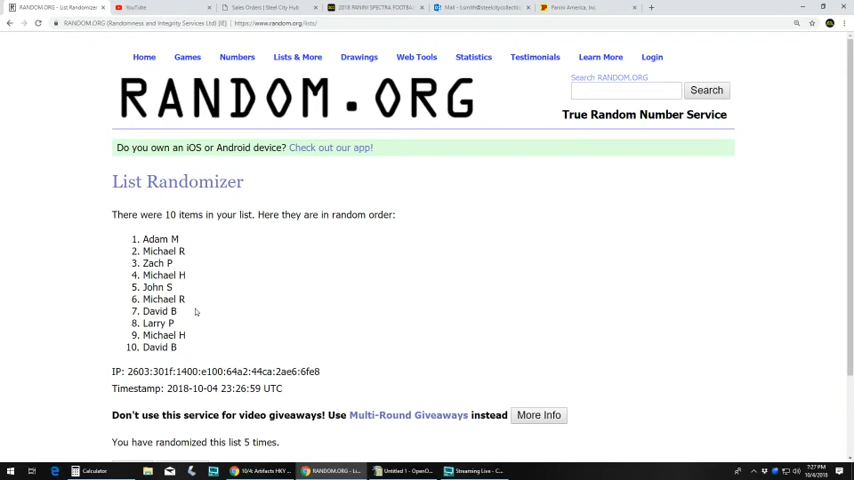 RANDOM.ORG - List Randomizer
YouTube
Sales Orders | Steel City Hub
2018 PANINI SPECTRA FOOTBA
Panini America, Inc
RANDOM.ORG (Randomness and Integrity Services Ltd) [IE] | https://www.random.org/lists/
Home Games Numbers Lists & More Drawings Web Tools Statistics Testimonials Learn More Login
Search RANDOM.ORG
RANDOM.ORG
Search
True Random Number Service
Do you own an iOS or Android device? Check out our app!
List Randomizer
There were 10 items in your list. Here they are in random order:
1. Adam M
2. Michael R
3. Zach P
4. Michael H
5. John S
6. Michael R
7. David B
8. Larry P
9. Michael H
10. David B
IP: 2603:301f:1400:e100:64a2:44ca:2ae6:6fe8
Timestamp: 2018-10-04 23:26:59 UTC
Don't use this service for video giveaways! Use Multi-Round Giveaways instead More Info
You have randomized this list 5 times.
Calculator
10/4: Artifacts HKY ...
RANDOM.ORG - Lis...
Untitled 1 - OpenO...
Streaming Live - C...
7:27 PM
10/4/2018